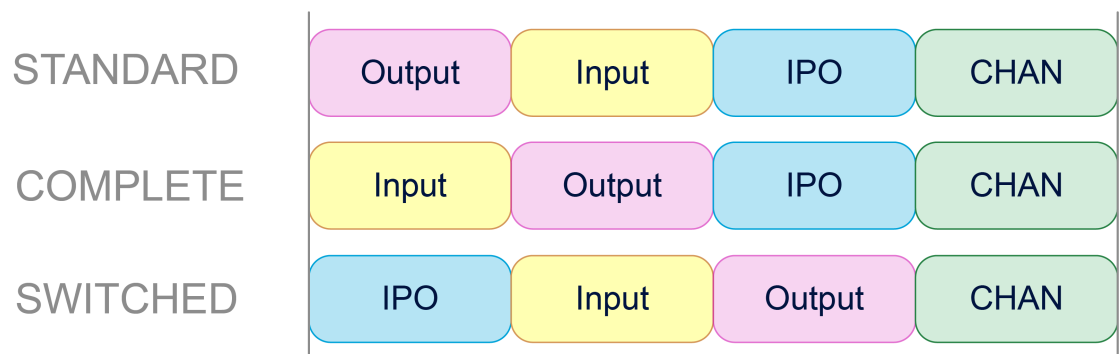 STANDARD Output Input IPO CHAN
COMPLETE Input Output IPO CHAN
SWITCHED IPO Input Output CHAN